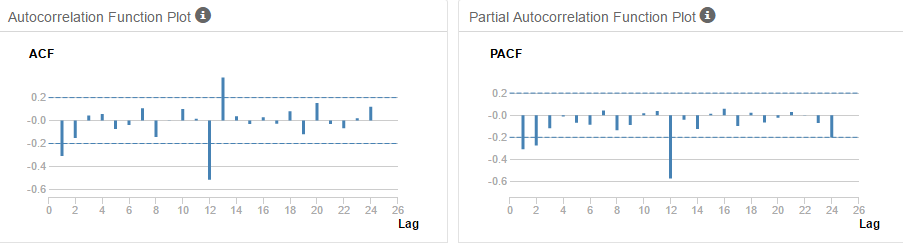 Autocorrelation Function Plot
ACF
0.2
-0.0
-0.2
-0.4
-0.6
0 2 4 6 8 10 12 14 16 18 20 22 24 26
Lag
Partial Autocorrelation Function Plot
PACF
0.2
-0.0
-0.2
-0.4
-0.6
0 2 4 6 8 10 12 14 16 18 20 22 24 26
Lag